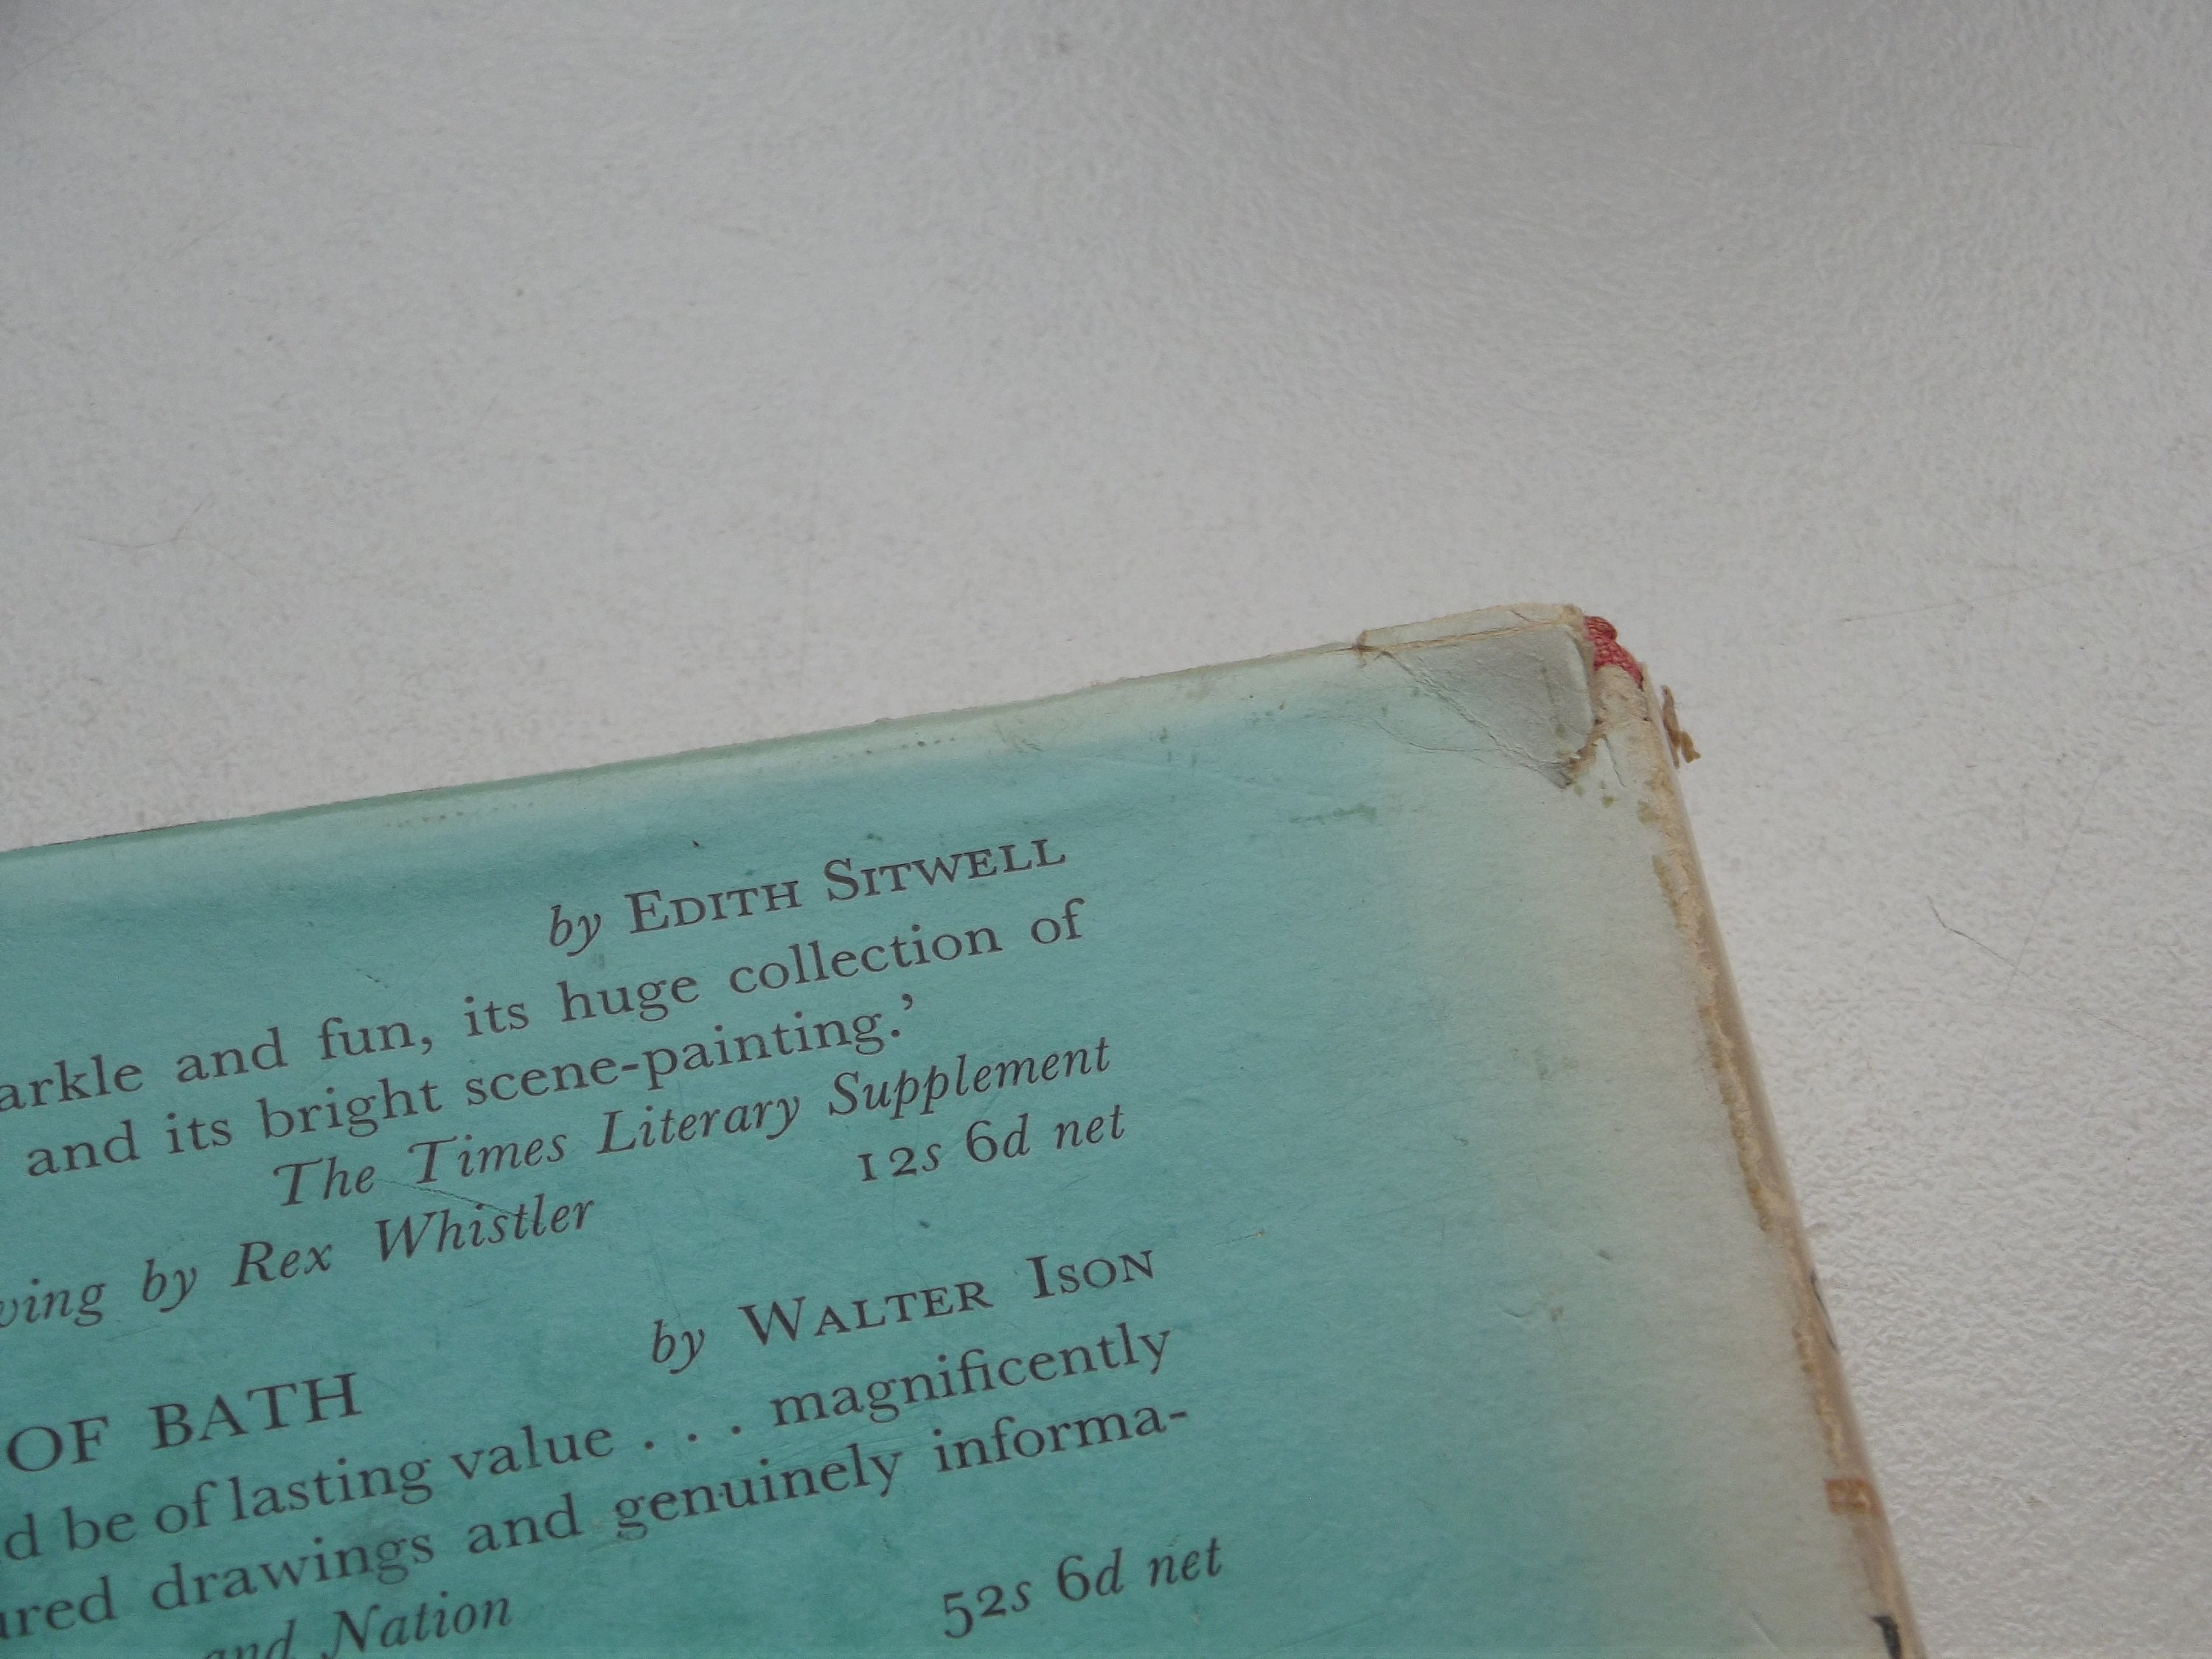 by EDITH SITWELL
arkle and fun, its huge collection of
and its bright scene-painting.’
The Times Literary Supplement
12s 6d net
ving by Rex Whistler
by WALTER ISON
OF BATH
d be of lasting value . . . magnificently
ured drawings and genuinely informa-
and Nation
52s 6d net